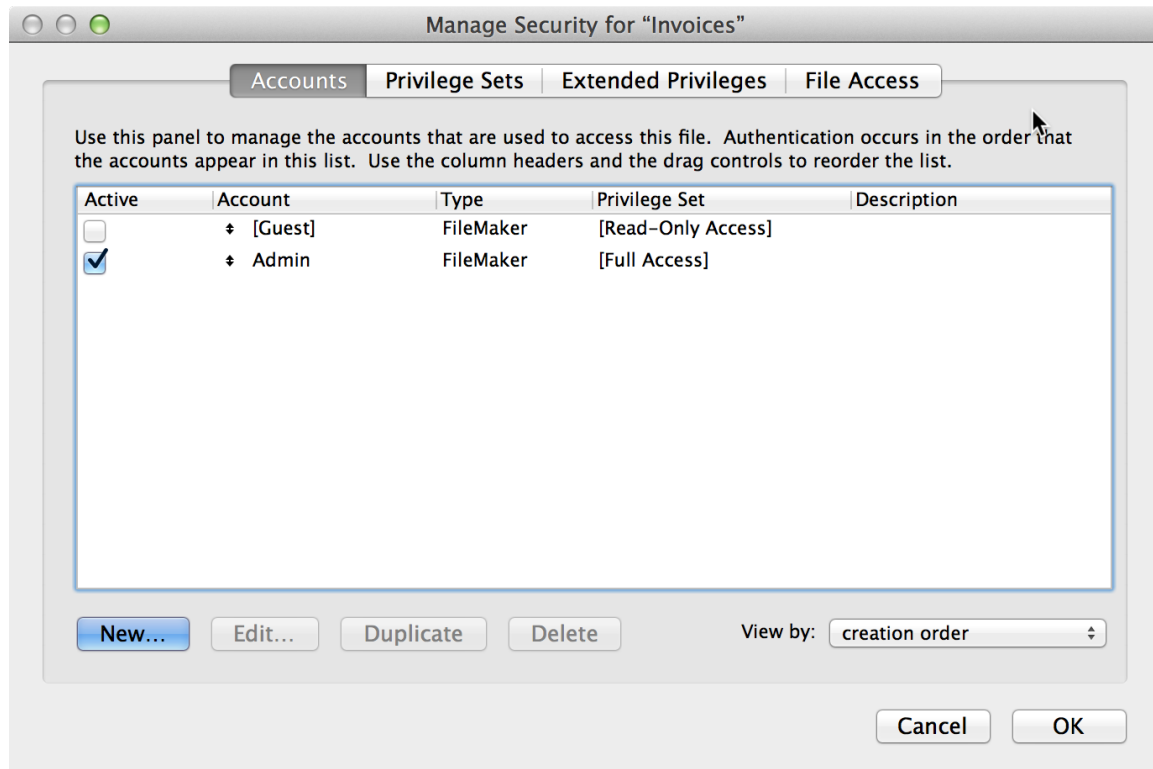 Manage Security for “Invoices”
Accounts Privilege Sets Extended Privileges File Access
Use this panel to manage the accounts that are used to access this file.  Authentication occurs in the order that
the accounts appear in this list.  Use the column headers and the drag controls to reorder the list.
Active Account Type Privilege Set Description
[Guest] FileMaker [Read-Only Access]
Admin FileMaker [Full Access]
New... Edit... Duplicate Delete View by: creation order
Cancel OK